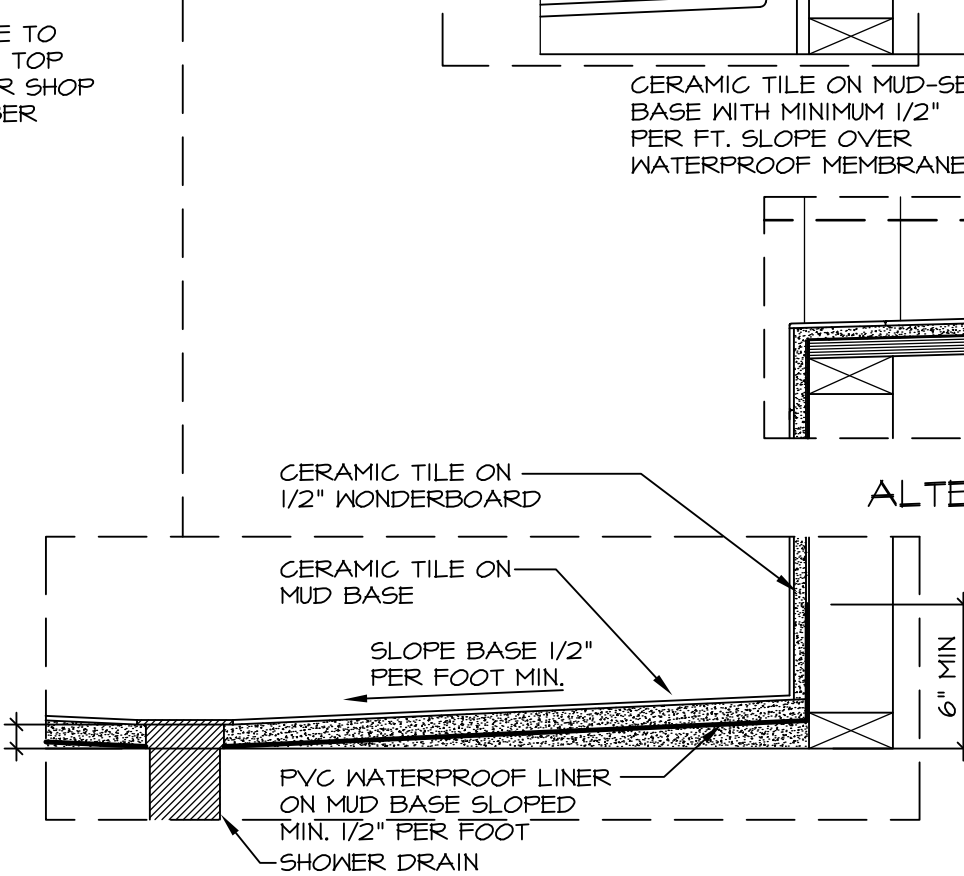 E TO
TOP
R SHOP
BER
CERAMIC TILE ON MUD-SE
BASE WITH MINIMUM 1/2"
PER FT. SLOPE OVER
WATERPROOF MEMBRANE
CERAMIC TILE ON
1/2" WONDERBOARD
ALTE
CERAMIC TILE ON
MUD BASE
SLOPE BASE 1/2"
PER FOOT MIN.
6" MIN
PVC WATERPROOF LINER
ON MUD BASE SLOPED
MIN. 1/2" PER FOOT
SHOWER DRAIN